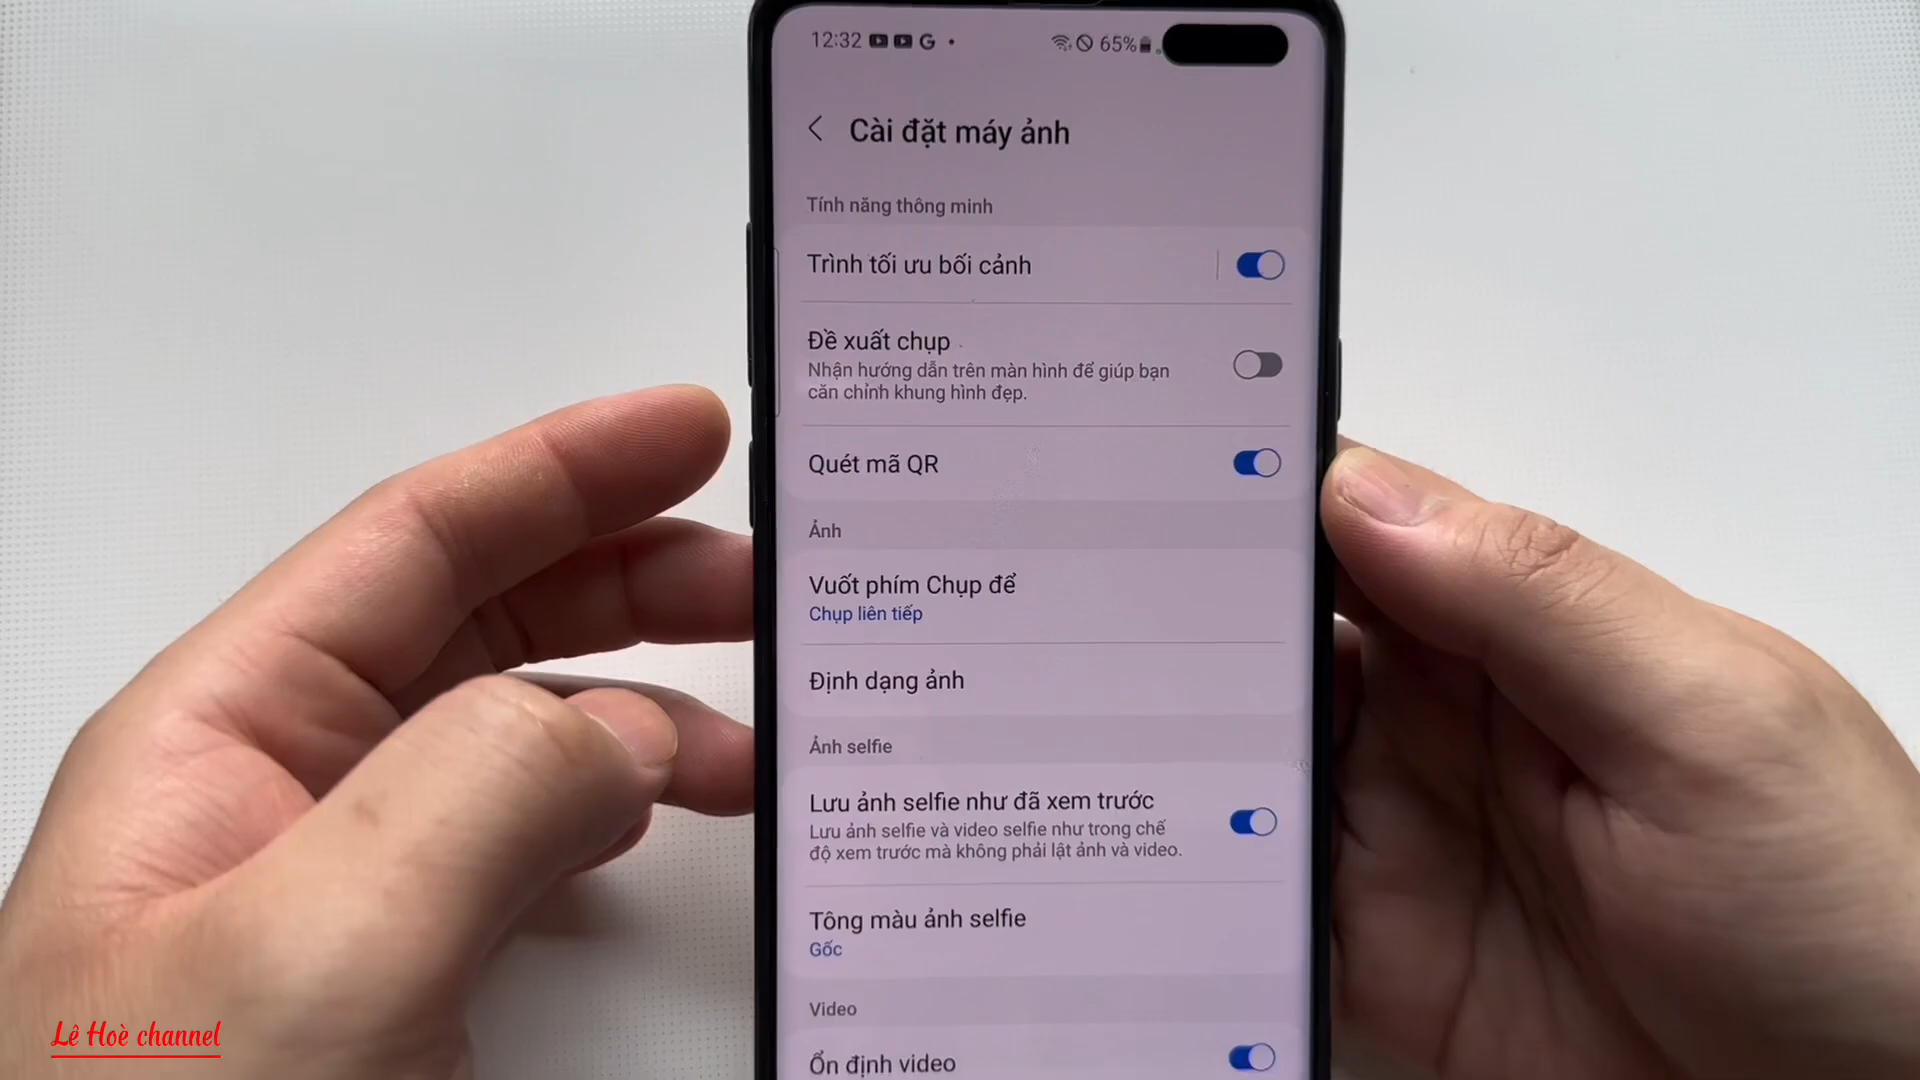 12:32
65%
Cài đặt máy ảnh
Tính năng thông minh
Trình tối ưu bối cảnh
Đề xuất chụp
Nhận hướng dẫn trên màn hình để giúp bạn
căn chỉnh khung hình đẹp.
Quét mã QR
Ảnh
Vuốt phím Chụp để
Chụp liên tiếp
Định dạng ảnh
Ảnh selfie
Lưu ảnh selfie như đã xem trước
Lưu ảnh selfie và video selfie như trong chế
độ xem trước mà không phải lật ảnh và video.
Tông màu ảnh selfie
Gốc
Video
Ổn định video
Lê Hoè channel